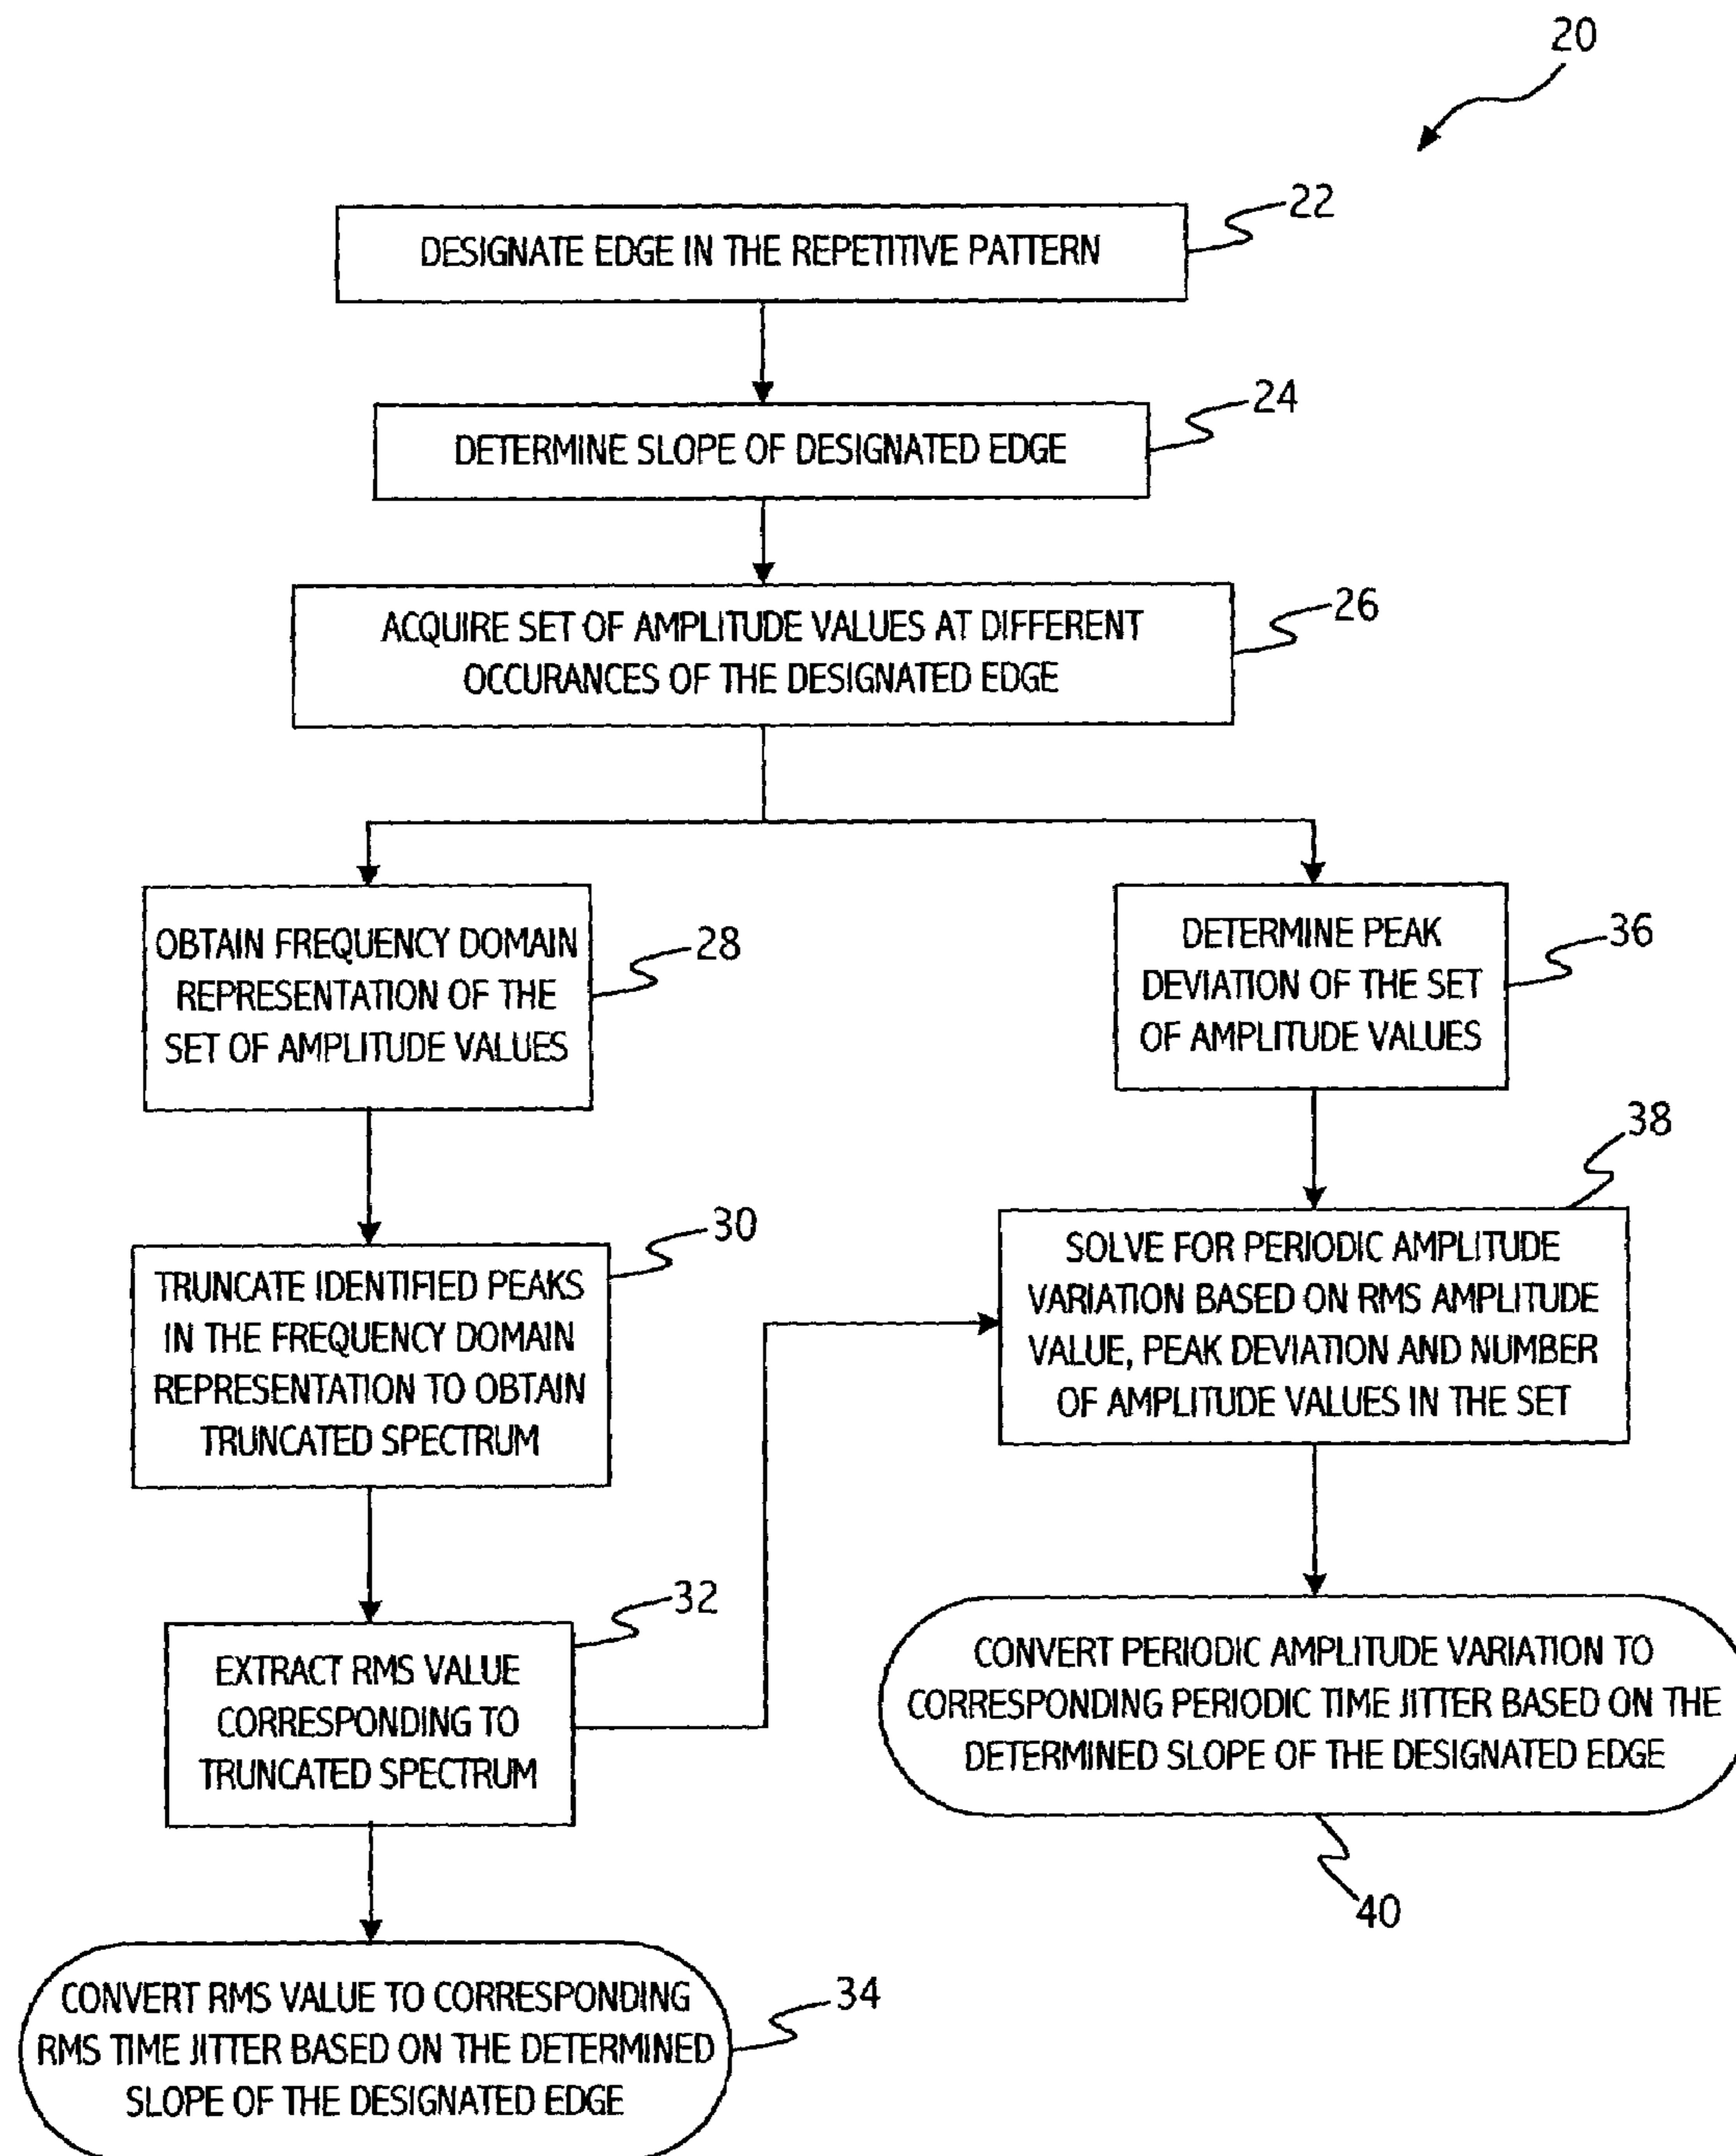 20
DESIGNATE EDGE IN THE REPETITIVE PATTERN
22
DETERMINE SLOPE OF DESIGNATED EDGE
24
ACQUIRE SET OF AMPLITUDE VALUES AT DIFFERENT
OCCURANCES OF THE DESIGNATED EDGE
26
OBTAIN FREQUENCY DOMAIN
REPRESENTATION OF THE
SET OF AMPLITUDE VALUES
28
TRUNCATE IDENTIFIED PEAKS
IN THE FREQUENCY DOMAIN
REPRESENTATION TO OBTAIN
TRUNCATED SPECTRUM
30
EXTRACT RMS VALUE
CORRESPONDING TO
TRUNCATED SPECTRUM
32
CONVERT RMS VALUE TO CORRESPONDING
RMS TIME JITTER BASED ON THE DETERMINED
SLOPE OF THE DESIGNATED EDGE
34
DETERMINE PEAK
DEVIATION OF THE SET
OF AMPLITUDE VALUES
36
SOLVE FOR PERIODIC AMPLITUDE
VARIATION BASED ON RMS AMPLITUDE
VALUE, PEAK DEVIATION AND NUMBER
OF AMPLITUDE VALUES IN THE SET
38
CONVERT PERIODIC AMPLITUDE VARIATION TO
CORRESPONDING PERIODIC TIME JITTER BASED ON THE
DETERMINED SLOPE OF THE DESIGNATED EDGE
40